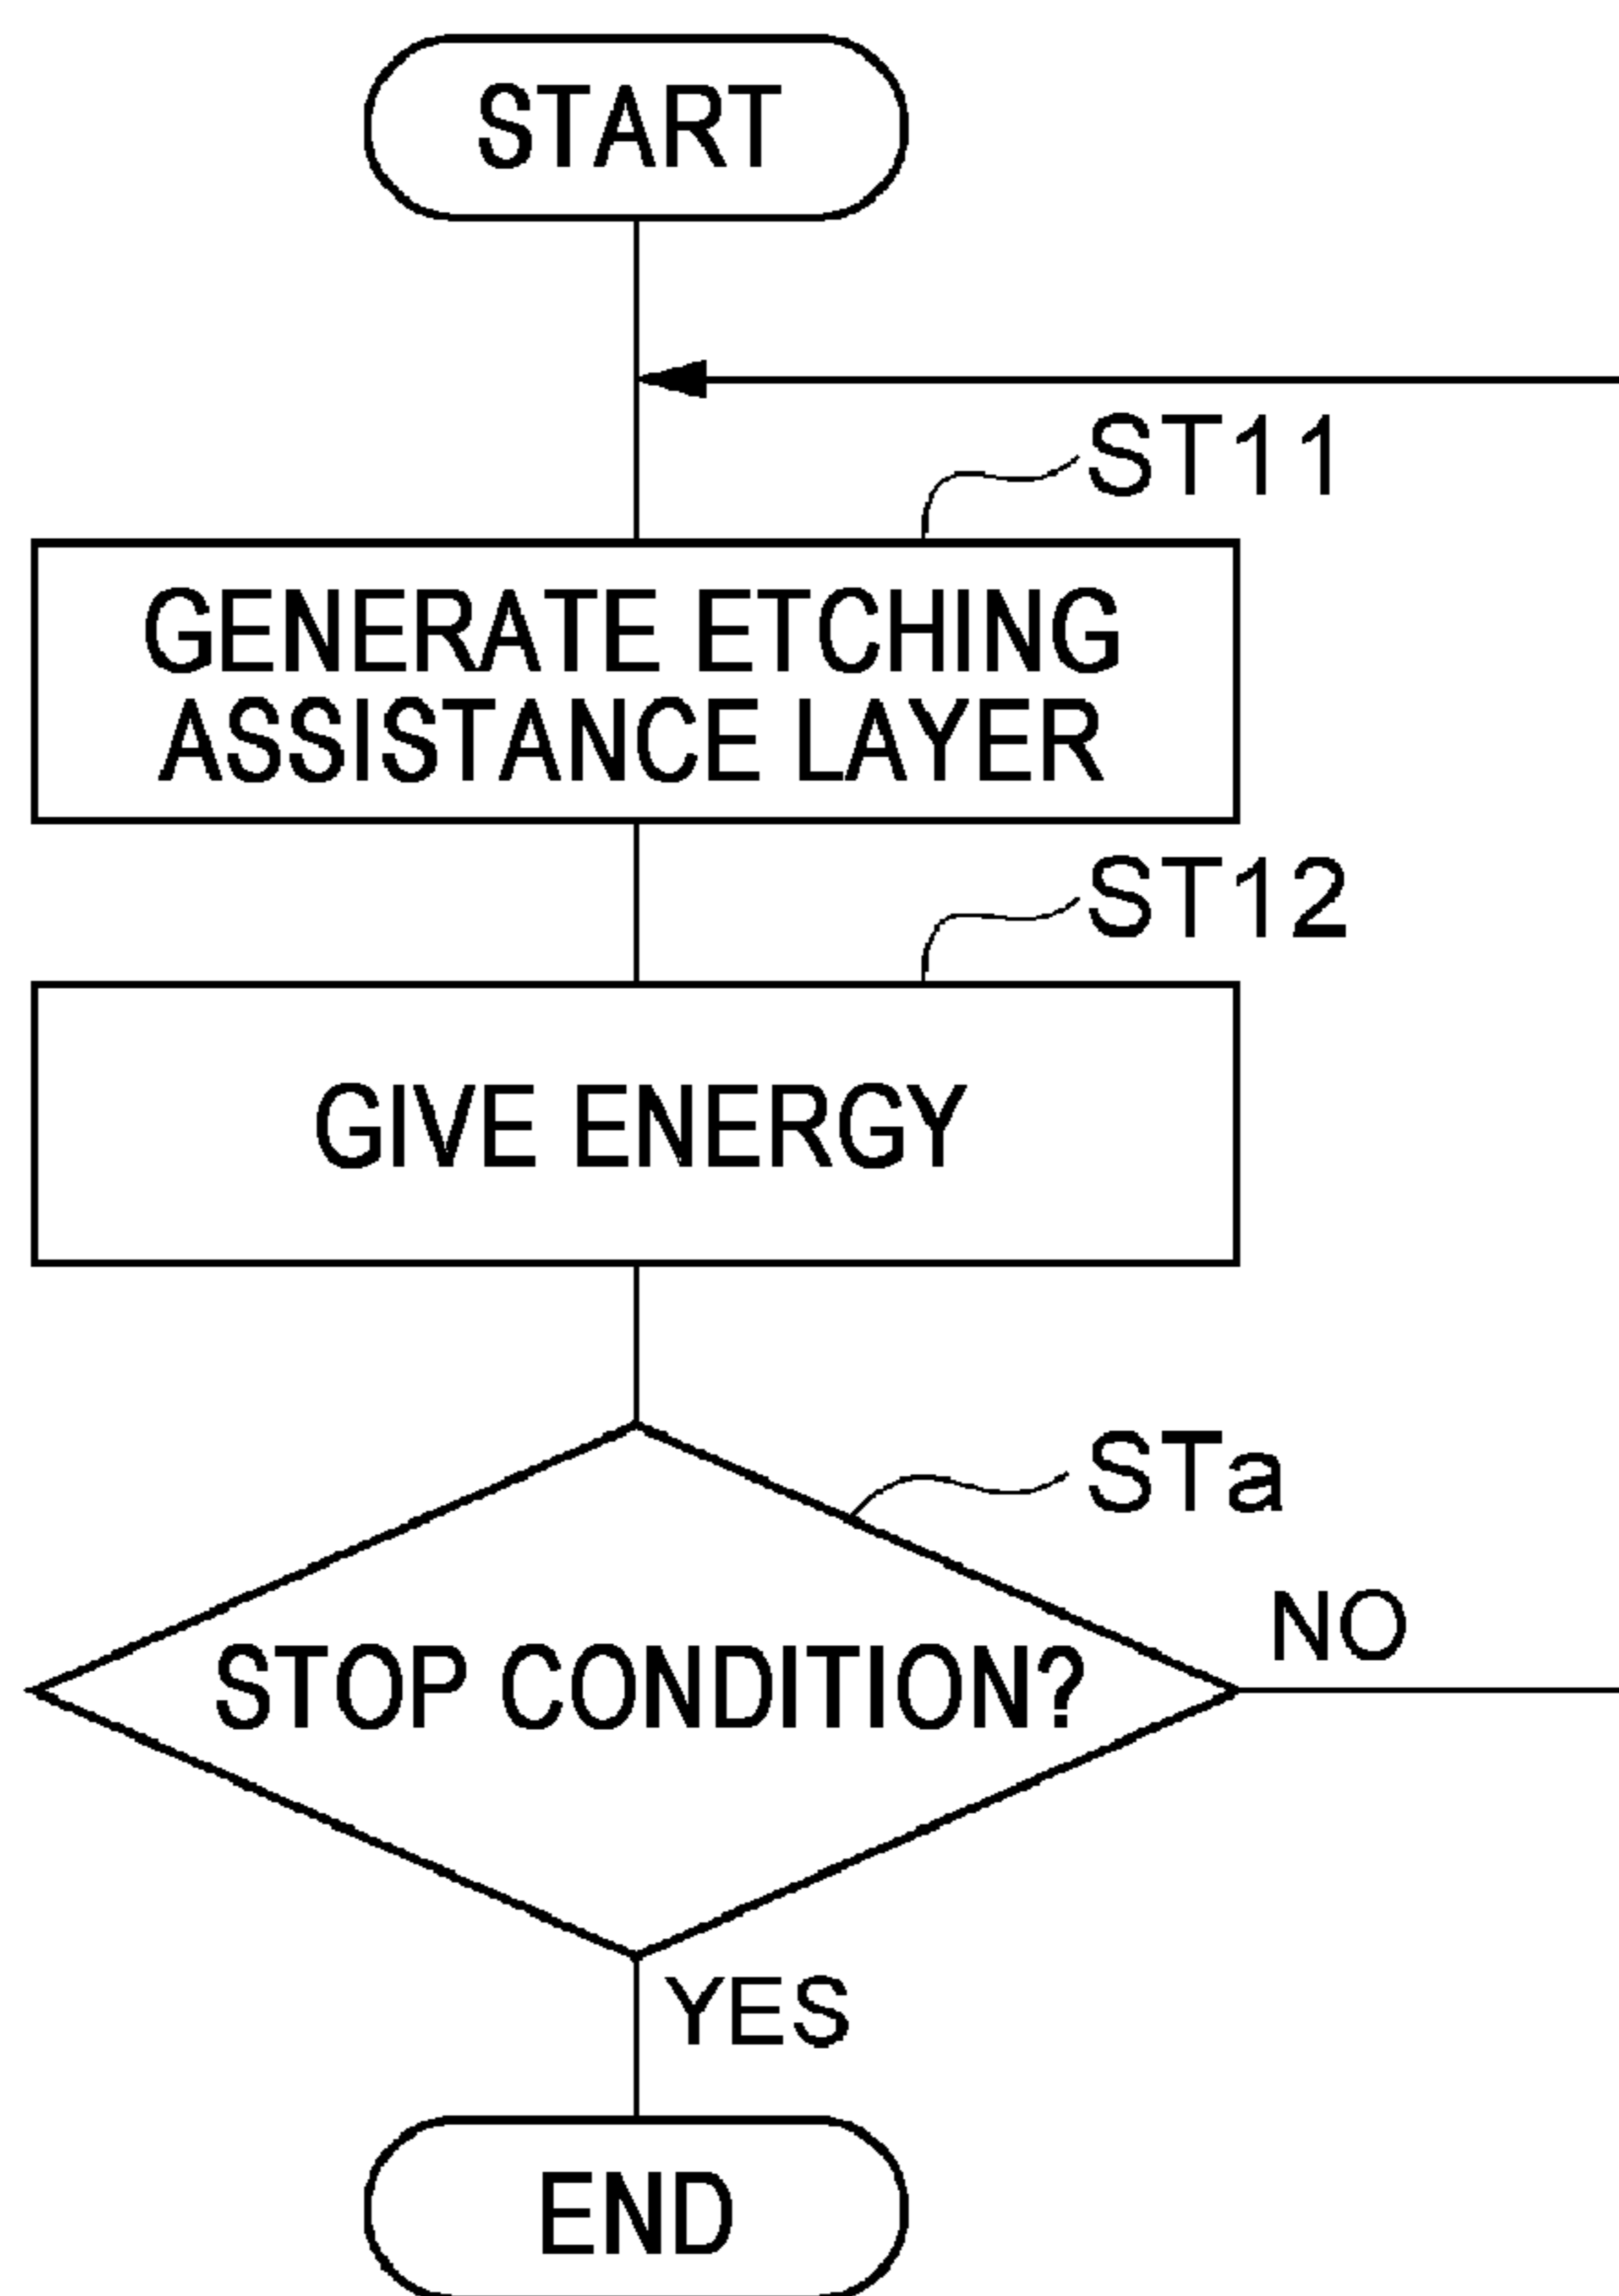 START
ST11
GENERATE ETCHING
ASSISTANCE LAYER
ST12
GIVE ENERGY
STa
NO
STOP CONDITION?
YES
END